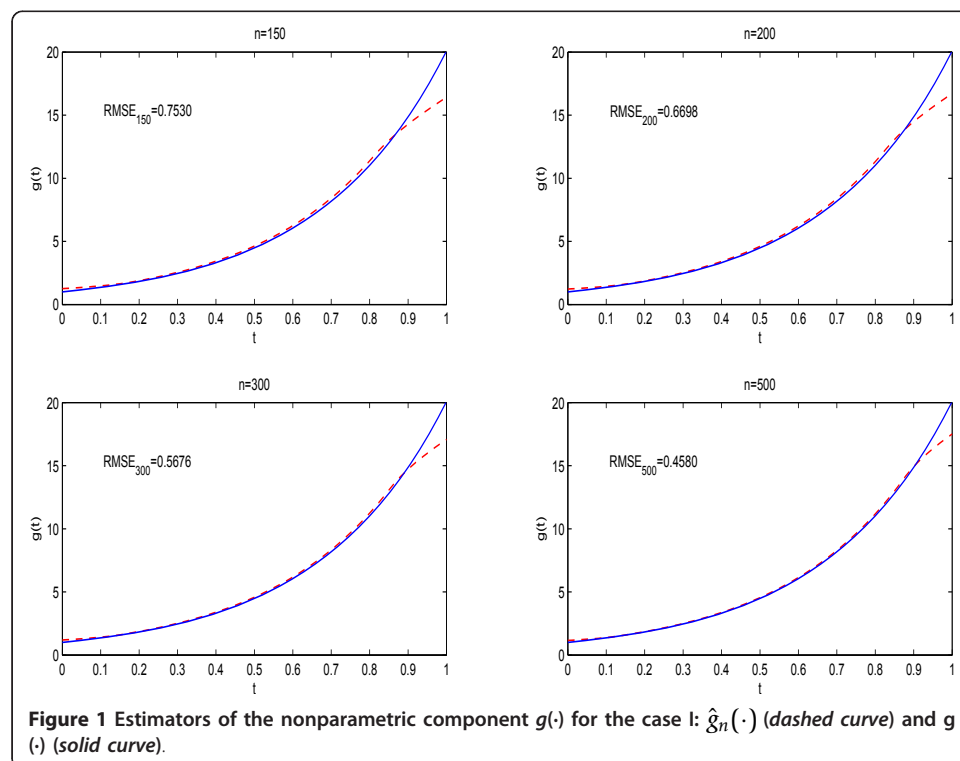 n=150
20
15
10
5
0
g(t)
RMSE150=0.7530
0 0.1 0.2 0.3 0.4 0.5 0.6 0.7 0.8 0.9 1
t
n=200
20
15
10
5
0
g(t)
RMSE200=0.6698
0 0.1 0.2 0.3 0.4 0.5 0.6 0.7 0.8 0.9 1
t
n=300
20
15
10
5
0
g(t)
RMSE300=0.5676
0 0.1 0.2 0.3 0.4 0.5 0.6 0.7 0.8 0.9 1
t
n=500
20
15
10
5
0
g(t)
RMSE500=0.4580
0 0.1 0.2 0.3 0.4 0.5 0.6 0.7 0.8 0.9 1
t
Figure 1 Estimators of the nonparametric component g(·) for the case I: ĝn(·) (dashed curve) and g
(·) (solid curve).